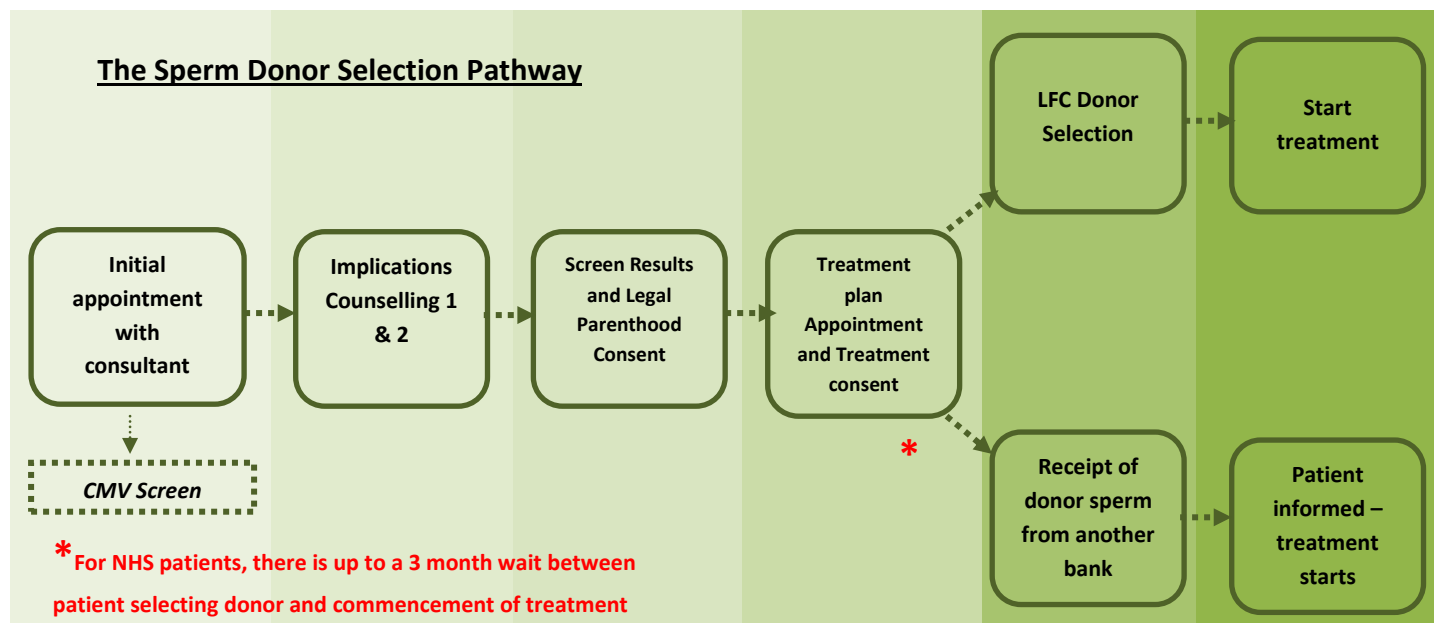 The Sperm Donor Selection Pathway
Initial
appointment
with
consultant
CMV Screen
Implications
Counselling 1
& 2
Screen Results
and Legal
Parenthood
Consent
Treatment
plan
Appointment
and Treatment
consent
LFC Donor
Selection
Start
treatment
*
Receipt of
donor sperm
from another
bank
Patient
informed –
treatment
starts
*For NHS patients, there is up to a 3 month wait between
patient selecting donor and commencement of treatment